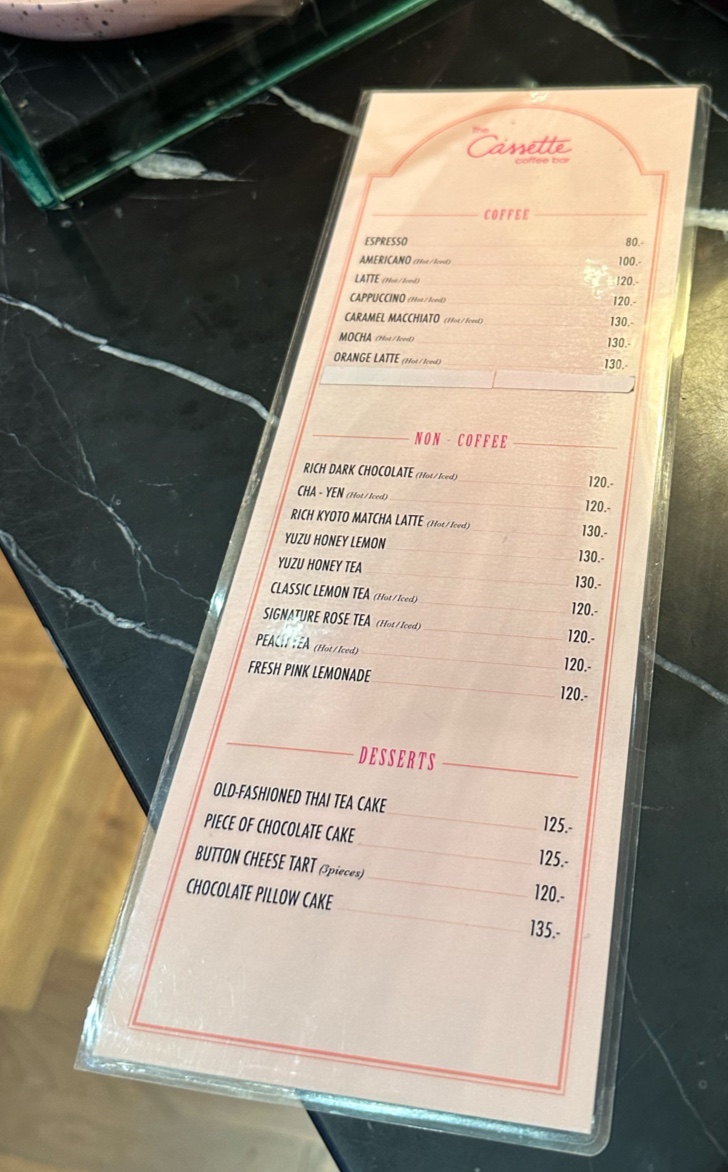 the
Cassette
coffee bar
COFFEE
ESPRESSO 80.-
AMERICANO (Hot/Iced) 100.-
LATTE (Hot/Iced) 120.-
CAPPUCCINO (Hot/Iced) 120.-
CARAMEL MACCHIATO (Hot/Iced) 130.-
MOCHA (Hot/Iced) 130.-
ORANGE LATTE (Hot/Iced) 130.-
NON - COFFEE
RICH DARK CHOCOLATE (Hot/Iced) 120.-
CHA - YEN (Hot/Iced) 120.-
RICH KYOTO MATCHA LATTE (Hot/Iced) 130.-
YUZU HONEY LEMON 130.-
YUZU HONEY TEA 130.-
CLASSIC LEMON TEA (Hot/Iced) 120.-
SIGNATURE ROSE TEA (Hot/Iced) 120.-
PEACH TEA (Hot/Iced) 120.-
FRESH PINK LEMONADE 120.-
DESSERTS
OLD-FASHIONED THAI TEA CAKE 125.-
PIECE OF CHOCOLATE CAKE 125.-
BUTTON CHEESE TART (3pieces) 120.-
CHOCOLATE PILLOW CAKE 135.-